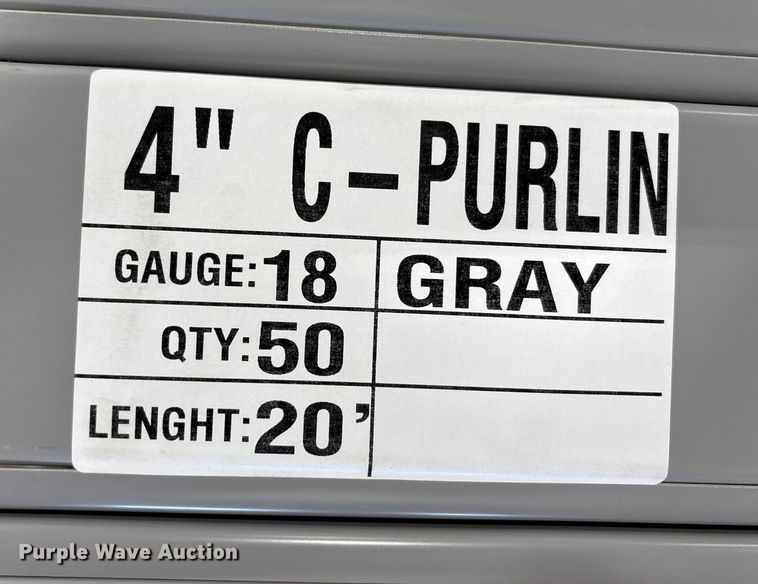 4" C-PURLIN
GAUGE:18 GRAY
QTY:50
LENGHT:20’
Purple Wave Auction